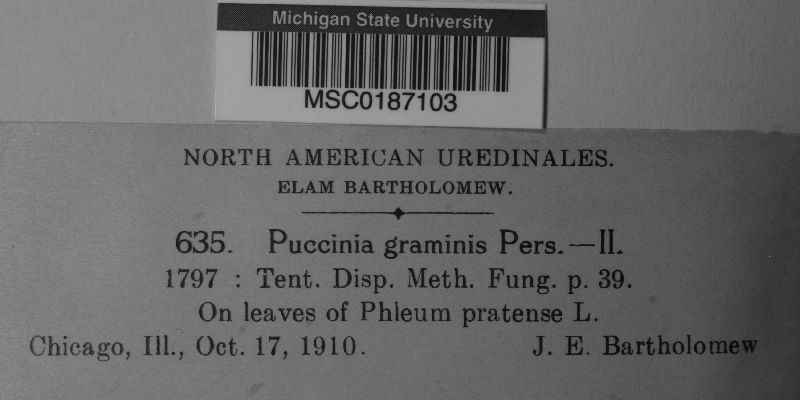 Michigan State University
MSC0187103
NORTH AMERICAN UREDINALES.
ELAM BARTHOLOMEW.
635. Puccinia graminis Pers.—II.
1797 : Tent. Disp. Meth. Fung. p. 39.
On leaves of Phleum pratense L.
Chicago, Ill., Oct. 17, 1910. J. E. Bartholomew